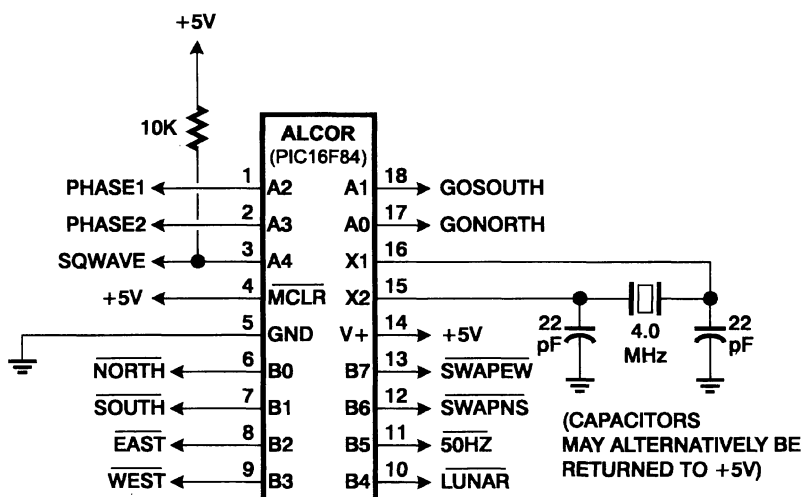 +5V
10K
ALCOR
(PIC16F84)
PHASE1 1 A2 A1 18 GOSOUTH
PHASE2 2 A3 A0 17 GONORTH
SQWAVE 3 A4 X1 16
+5V 4 MCLR X2 15
5 GND V+ 14 +5V
22 pF
4.0 MHz
22 pF
NORTH 6 B0 B7 13 SWAPEW
SOUTH 7 B1 B6 12 SWAPNS
EAST 8 B2 B5 11 50HZ
WEST 9 B3 B4 10 LUNAR
(CAPACITORS
MAY ALTERNATIVELY BE
RETURNED TO +5V)